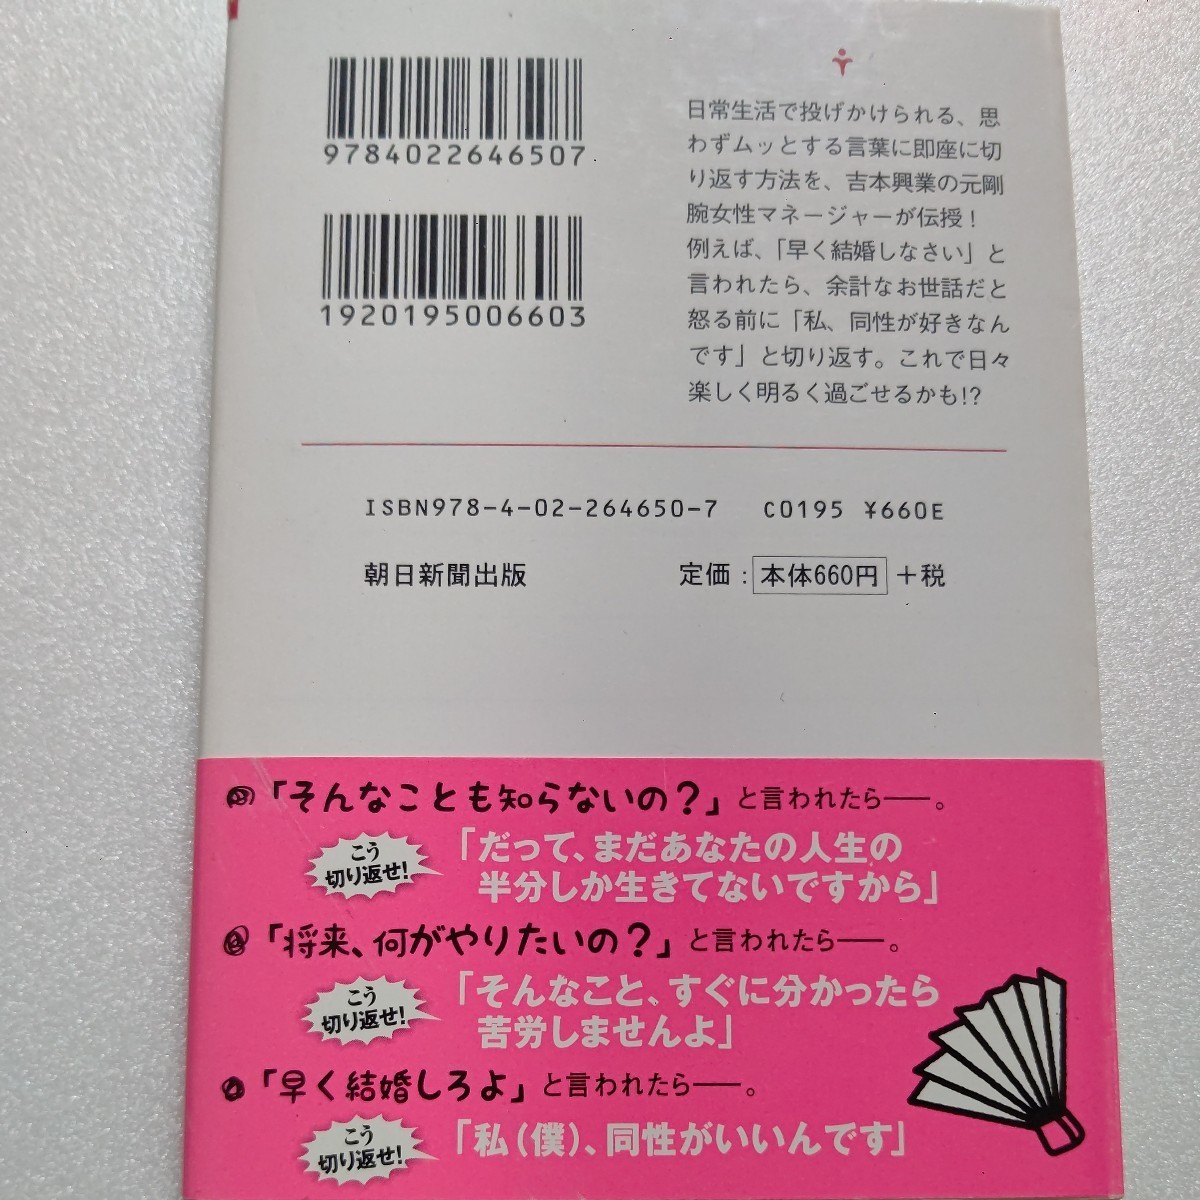 9784022646507
1920195006603
日常生活で投げかけられる、思
わずムッとする言葉に即座に切
り返す方法を、吉本興業の元剛
腕女性マネージャーが伝授！
例えば、「早く結婚しなさい」と
言われたら、余計なお世話だと
怒る前に「私、同性が好きなん
です」と切り返す。これで日々
楽しく明るく過ごせるかも!?
ISBN978-4-02-264650-7 C0195 ¥660E
朝日新聞出版 定価：本体660円＋税
「そんなことも知らないの？」と言われたら──。
こう
切り返せ!
「だって、まだあなたの人生の
半分しか生きてないですから」
「将来、何がやりたいの？」と言われたら──。
こう
切り返せ!
「そんなこと、すぐに分かったら
苦労しませんよ」
「早く結婚しろよ」と言われたら──。
こう
切り返せ!
「私（僕）、同性がいいんです」